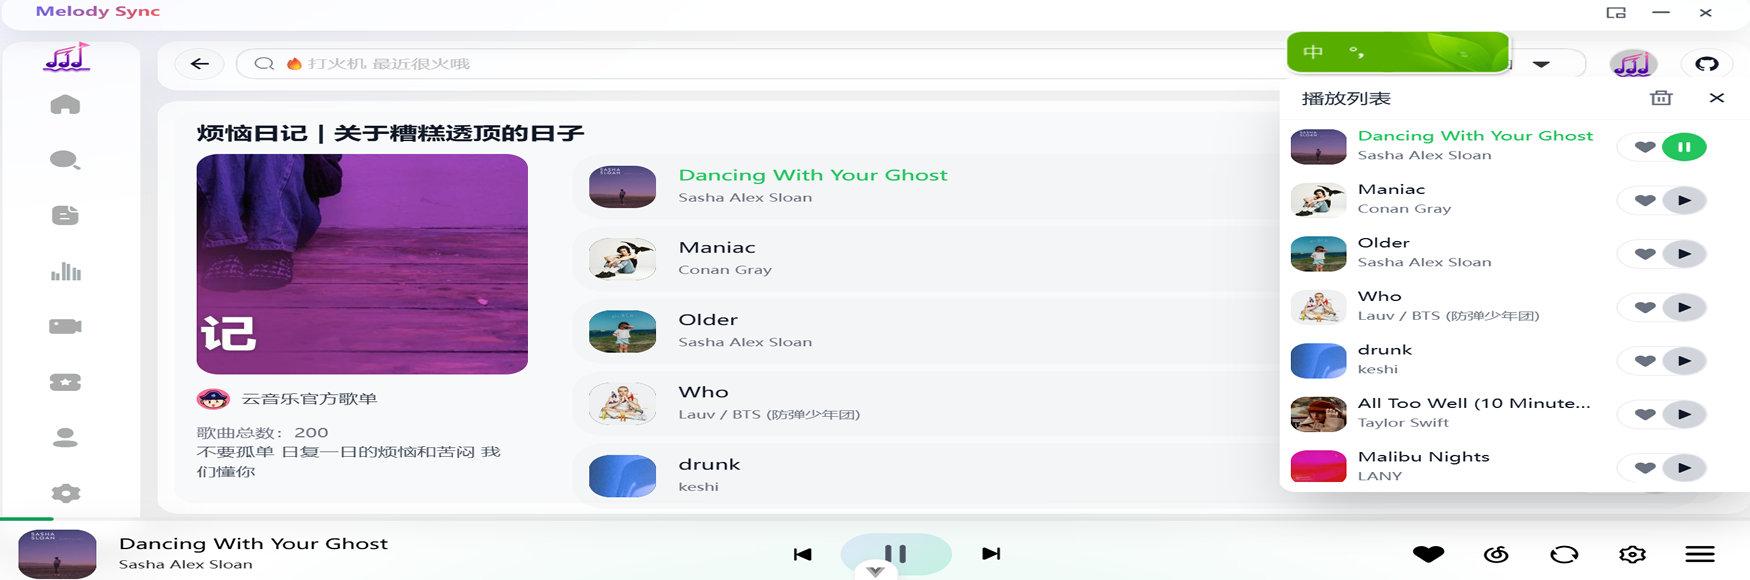 Melody Sync
打火机 最近很火哦
中 °,
播放列表
烦恼日记 | 关于糟糕透顶的日子
记
云音乐官方歌单
歌曲总数：200
不要孤单 日复一日的烦恼和苦闷 我
们懂你
SASHA
SLOAN
Dancing With Your Ghost
Sasha Alex Sloan
Maniac
Conan Gray
Older
Sasha Alex Sloan
Who
Lauv / BTS (防弹少年团)
drunk
keshi
Dancing With Your Ghost
Sasha Alex Sloan
Maniac
Conan Gray
Older
Sasha Alex Sloan
Who
Lauv / BTS (防弹少年团)
drunk
keshi
All Too Well (10 Minute...
Taylor Swift
Malibu Nights
LANY
SASHA
SLOAN
Dancing With Your Ghost
Sasha Alex Sloan